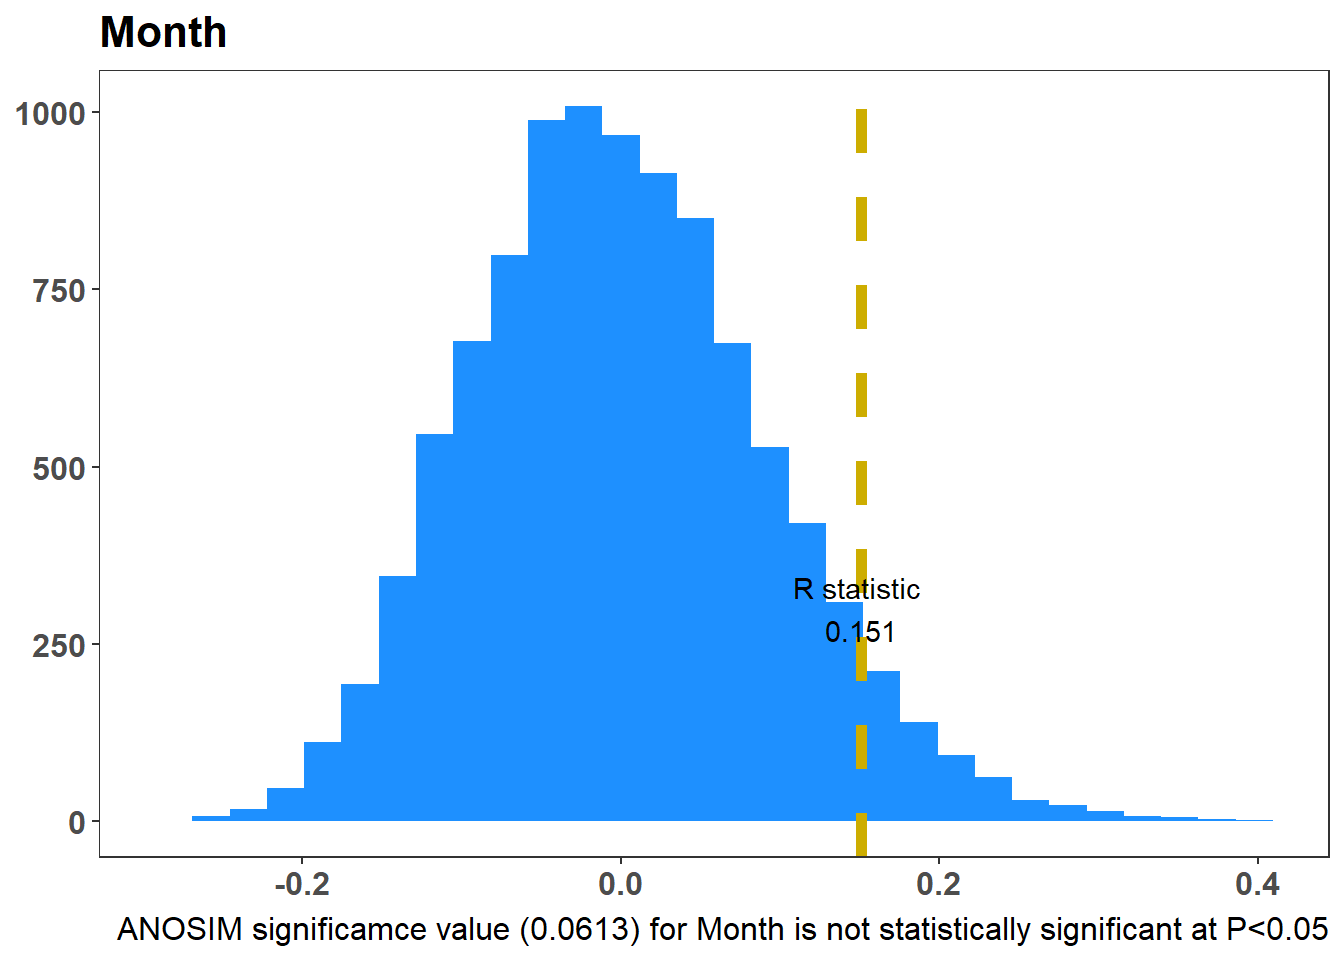 Month
1000
750
500
250
0
R statistic
0.151
-0.2 0.0 0.2 0.4
ANOSIM significamce value (0.0613) for Month is not statistically significant at P<0.05